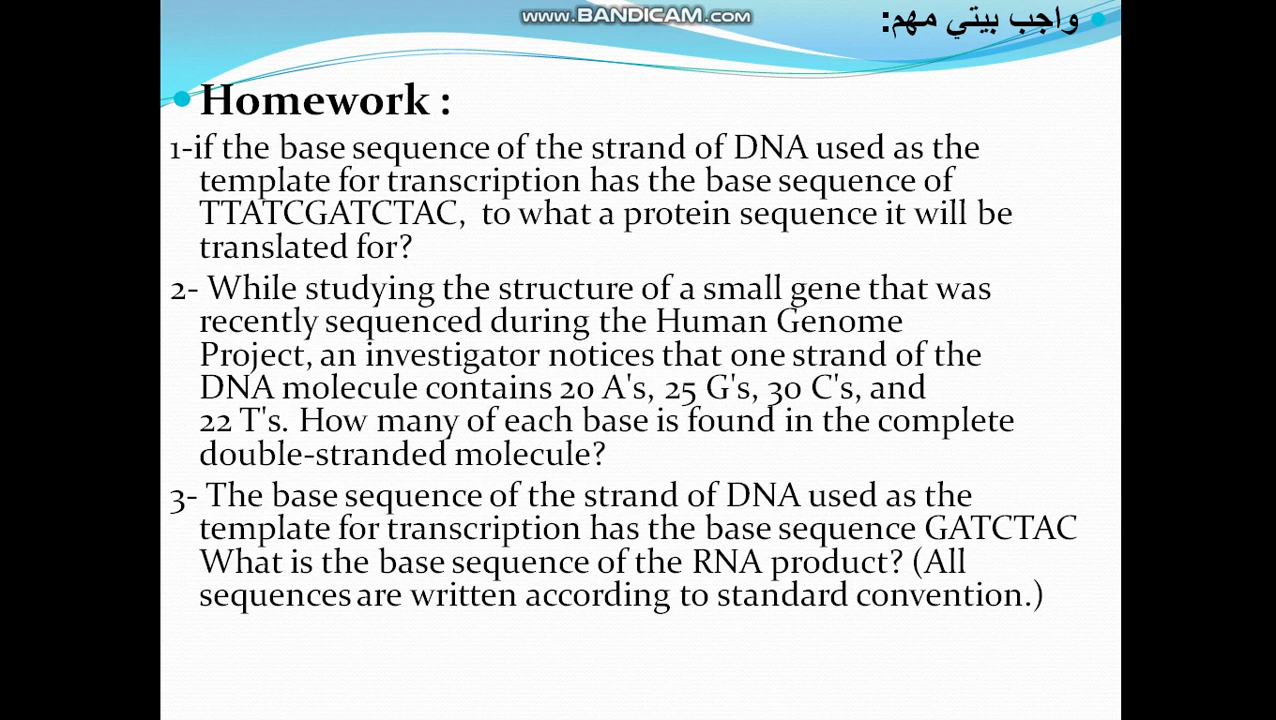 www.BANDICAM.com
واجب بيتي مهم:
Homework :
1-if the base sequence of the strand of DNA used as the
template for transcription has the base sequence of
TTATCGATCTAC, to what a protein sequence it will be
translated for?
2- While studying the structure of a small gene that was
recently sequenced during the Human Genome
Project, an investigator notices that one strand of the
DNA molecule contains 20 A's, 25 G's, 30 C's, and
22 T's. How many of each base is found in the complete
double-stranded molecule?
3- The base sequence of the strand of DNA used as the
template for transcription has the base sequence GATCTAC
What is the base sequence of the RNA product? (All
sequences are written according to standard convention.)